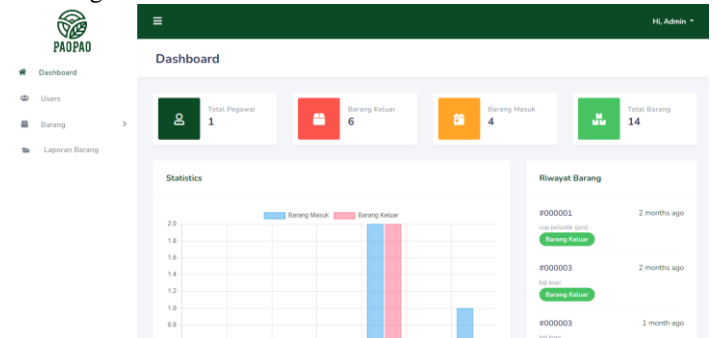 PAOPAO
Dashboard
Users
Barang
Laporan Barang
Hi, Admin
Dashboard
Total Pegawai
1
Barang Keluar
6
Barang Masuk
4
Total Barang
14
Statistics
Barang Masuk Barang Keluar
2.0
1.8
1.6
1.4
1.2
1.0
0.8
Riwayat Barang
#000001 2 months ago
cup pelastik (pcs)
Barang Keluar
#000003 2 months ago
biji kopi
Barang Keluar
#000003 1 month ago
biji kopi